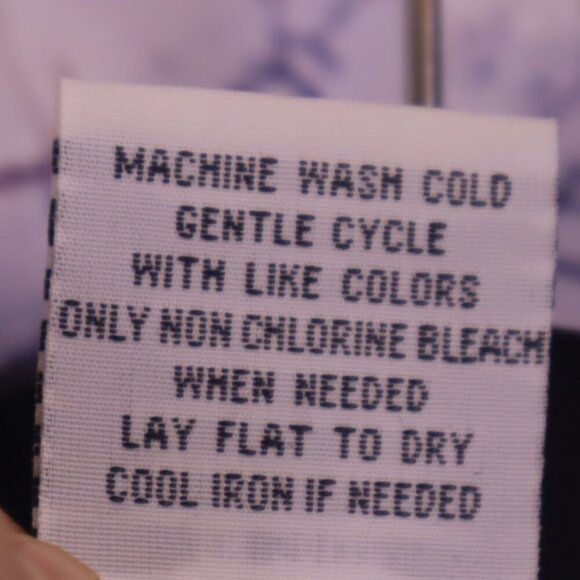 MACHINE WASH COLD
GENTLE CYCLE
WITH LIKE COLORS
ONLY NON CHLORINE BLEACH
WHEN NEEDED
LAY FLAT TO DRY
COOL IRON IF NEEDED